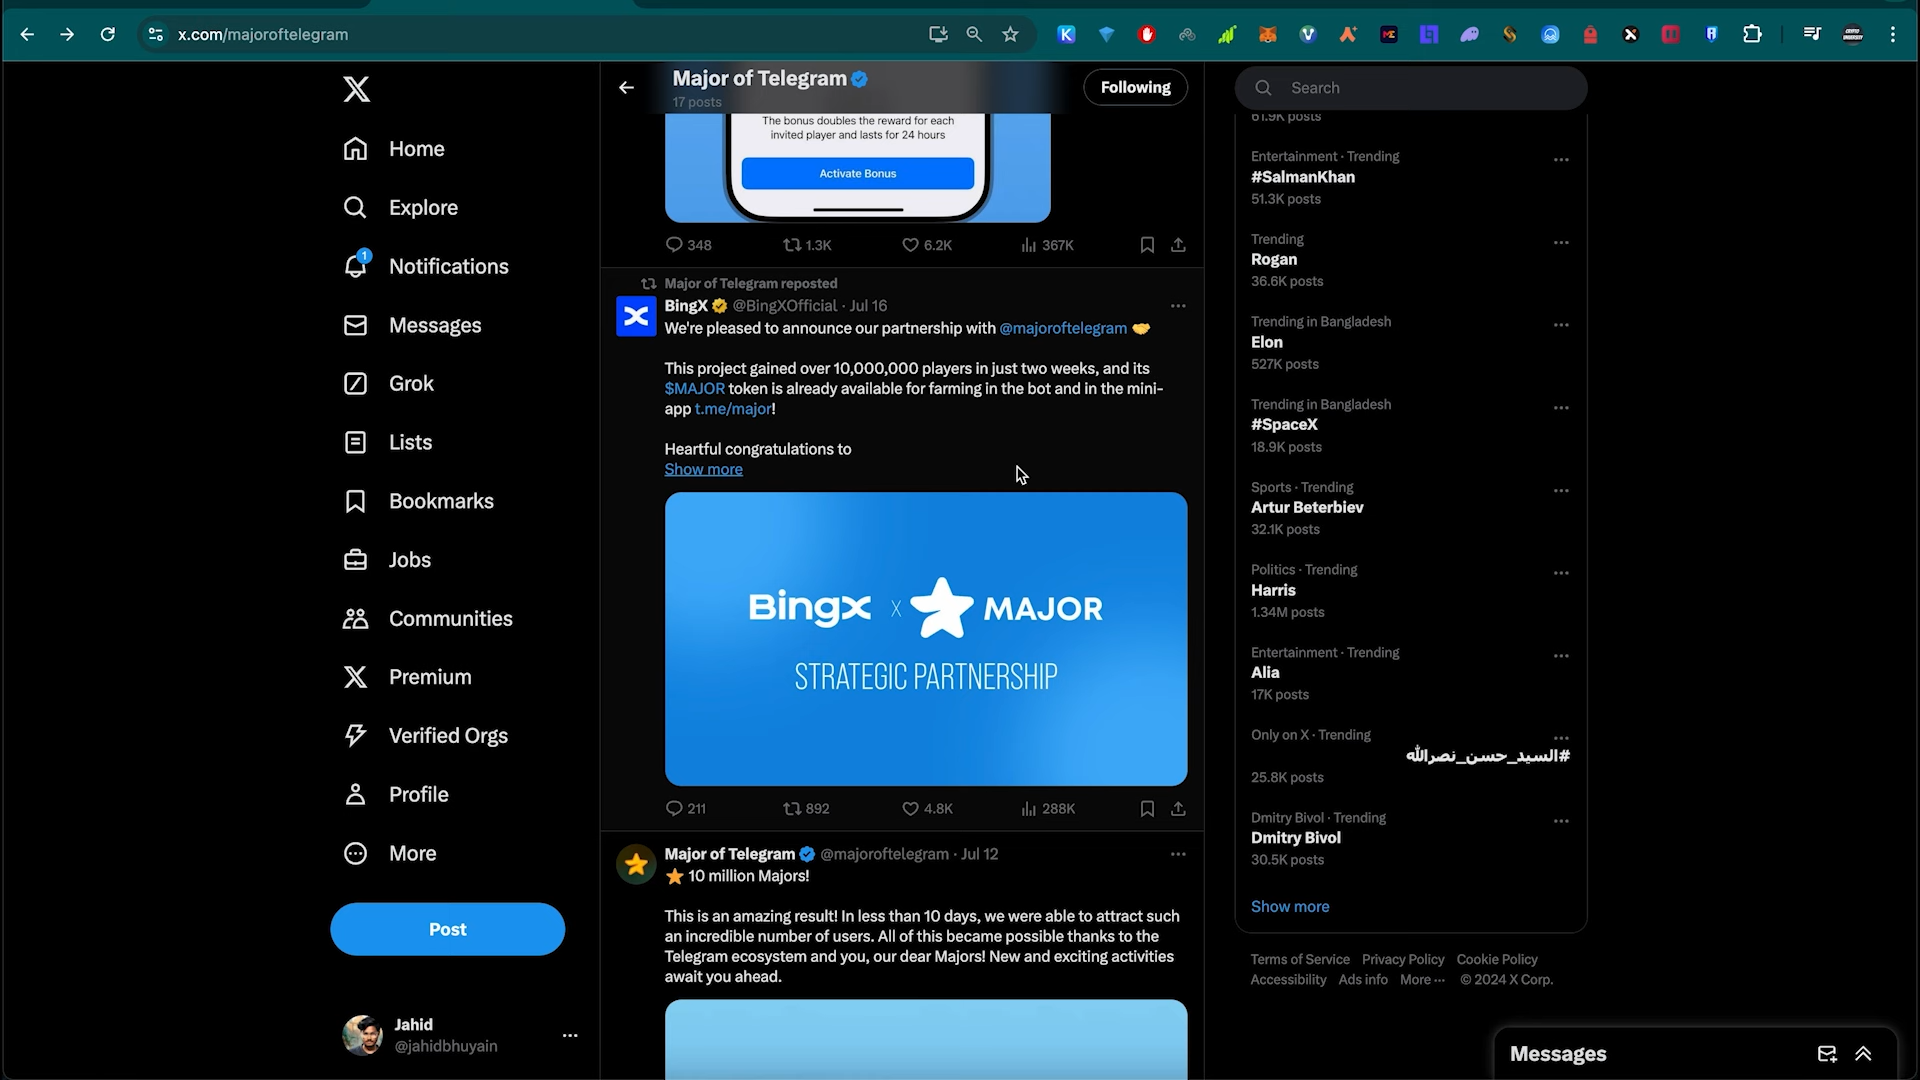 x.com/majoroftelegram
Home
Explore
1
Notifications
Messages
Grok
Lists
Bookmarks
Jobs
Communities
Premium
Verified Orgs
Profile
More
Post
Jahid
@jahidbhuyain
Major of Telegram
17 posts
Following
The bonus doubles the reward for each
invited player and lasts for 24 hours
Activate Bonus
348 1.3K 6.2K 367K
Major of Telegram reposted
BingX @BingXOfficial · Jul 16
We're pleased to announce our partnership with @majoroftelegram
This project gained over 10,000,000 players in just two weeks, and its
$MAJOR token is already available for farming in the bot and in the mini-
app t.me/major!
Heartful congratulations to
Show more
BingX x MAJOR
STRATEGIC PARTNERSHIP
211 892 4.8K 288K
Major of Telegram @majoroftelegram · Jul 12
⭐ 10 million Majors!
This is an amazing result! In less than 10 days, we were able to attract such
an incredible number of users. All of this became possible thanks to the
Telegram ecosystem and you, our dear Majors! New and exciting activities
await you ahead.
Search
61.9K posts
Entertainment · Trending
#SalmanKhan
51.3K posts
Trending
Rogan
36.6K posts
Trending in Bangladesh
Elon
527K posts
Trending in Bangladesh
#SpaceX
18.9K posts
Sports · Trending
Artur Beterbiev
32.1K posts
Politics · Trending
Harris
1.34M posts
Entertainment · Trending
Alia
17K posts
Only on X · Trending
#السيد_حسن_نصرالله
25.8K posts
Dmitry Bivol · Trending
Dmitry Bivol
30.5K posts
Show more
Terms of Service Privacy Policy Cookie Policy
Accessibility Ads info More ··· © 2024 X Corp.
Messages